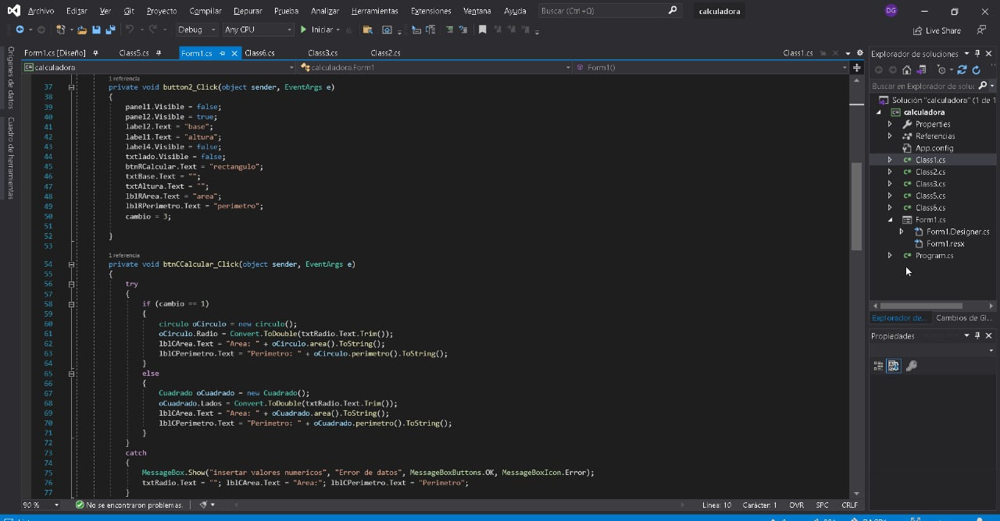 Archivo Editar Ver Git Proyecto Compilar Depurar Prueba Analizar Herramientas Extensiones Ventana Ayuda Buscar (Ctrl+Q) calculadora DG
Debug Any CPU Iniciar Live Share
Form1.cs [Diseño] Class5.cs Form1.cs Class6.cs Class3.cs Class2.cs Class1.cs
calculadora calculadora.Form1 Form1()
Orígenes de datos
Cuadro de herramientas
1 referencia
37 private void button2_Click(object sender, EventArgs e)
38 {
39 panel1.Visible = false;
40 panel2.Visible = true;
41 label2.Text = "base";
42 label1.Text = "altura";
43 label4.Visible = false;
44 txtlado.Visible = false;
45 btnRCalcular.Text = "rectangulo";
46 txtBase.Text = "";
47 txtAltura.Text = "";
48 lblRArea.Text = "area";
49 lblRPerimetro.Text = "perimetro";
50 cambio = 3;
51
52 }
53
1 referencia
54 private void btnCCalcular_Click(object sender, EventArgs e)
55 {
56 try
57 {
58 if (cambio == 1)
59 {
60 circulo oCirculo = new circulo();
61 oCirculo.Radio = Convert.ToDouble(txtRadio.Text.Trim());
62 lblCArea.Text = "Area: " + oCirculo.area().ToString();
63 lblCPerimetro.Text = "Perimetro: " + oCirculo.perimetro().ToString();
64 }
65 else
66 {
67 Cuadrado oCuadrado = new Cuadrado();
68 oCuadrado.Lados = Convert.ToDouble(txtRadio.Text.Trim());
69 lblCArea.Text = "Area: " + oCuadrado.area().ToString();
70 lblCPerimetro.Text = "Perimetro: " + oCuadrado.perimetro().ToString();
71 }
72 }
73 catch
74 {
75 MessageBox.Show("insertar valores numericos", "Error de datos", MessageBoxButtons.OK, MessageBoxIcon.Error);
76 txtRadio.Text = ""; lblCArea.Text = "Area:"; lblCPerimetro.Text = "Perimetro";
77 }
90 % No se encontraron problemas. Línea: 10 Carácter: 1 OVR SPC CRLF
Explorador de soluciones
Buscar en Explorador de soluc
Solución "calculadora" (1 de 1
calculadora
Properties
Referencias
App.config
Class1.cs
Class2.cs
Class3.cs
Class5.cs
Class6.cs
Form1.cs
Form1.Designer.cs
Form1.resx
Program.cs
Explorador de... Cambios de GI...
Propiedades